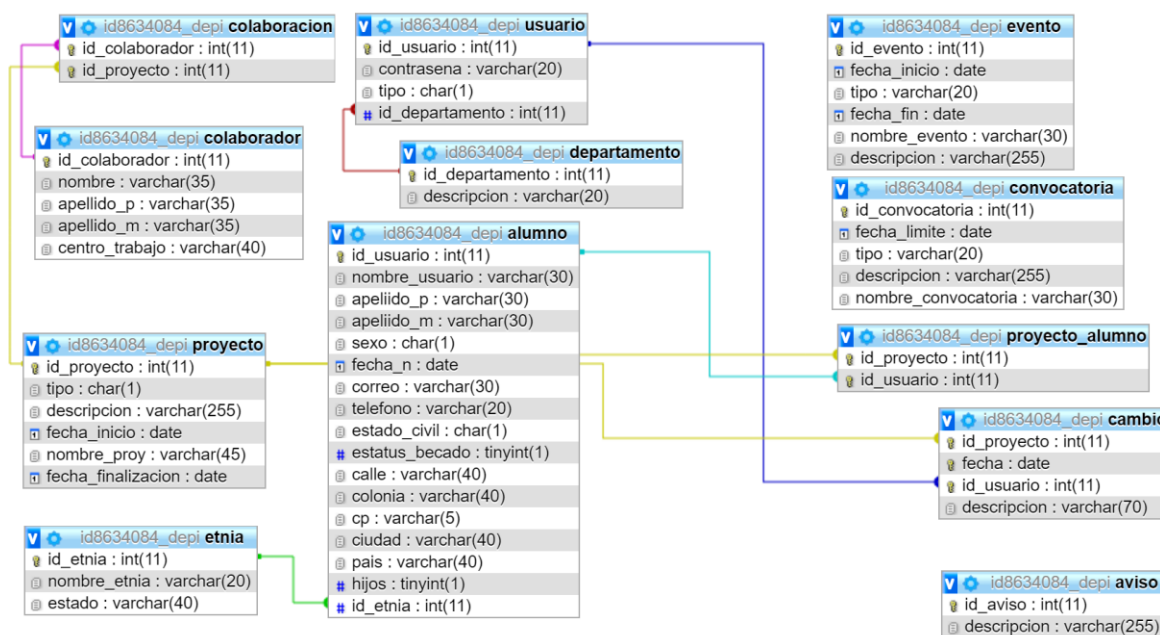 id8634084_depi colaboracion
id_colaborador : int(11)
id_proyecto : int(11)
id8634084_depi usuario
id_usuario : int(11)
contrasena : varchar(20)
tipo : char(1)
id_departamento : int(11)
id8634084_depi evento
id_evento : int(11)
fecha_inicio : date
tipo : varchar(20)
fecha_fin : date
nombre_evento : varchar(30)
descripcion : varchar(255)
id8634084_depi colaborador
id_colaborador : int(11)
nombre : varchar(35)
apellido_p : varchar(35)
apellido_m : varchar(35)
centro_trabajo : varchar(40)
id8634084_depi departamento
id_departamento : int(11)
descripcion : varchar(20)
id8634084_depi convocatoria
id_convocatoria : int(11)
fecha_limite : date
tipo : varchar(20)
descripcion : varchar(255)
nombre_convocatoria : varchar(30)
id8634084_depi alumno
id_usuario : int(11)
nombre_usuario : varchar(30)
apeliido_p : varchar(30)
apeliido_m : varchar(30)
sexo : char(1)
fecha_n : date
correo : varchar(30)
telefono : varchar(20)
estado_civil : char(1)
estatus_becado : tinyint(1)
calle : varchar(40)
colonia : varchar(40)
cp : varchar(5)
ciudad : varchar(40)
pais : varchar(40)
hijos : tinyint(1)
id_etnia : int(11)
id8634084_depi proyecto
id_proyecto : int(11)
tipo : char(1)
descripcion : varchar(255)
fecha_inicio : date
nombre_proy : varchar(45)
fecha_finalizacion : date
id8634084_depi proyecto_alumno
id_proyecto : int(11)
id_usuario : int(11)
id8634084_depi cambio
id_proyecto : int(11)
fecha : date
id_usuario : int(11)
descripcion : varchar(70)
id8634084_depi etnia
id_etnia : int(11)
nombre_etnia : varchar(20)
estado : varchar(40)
id8634084_depi aviso
id_aviso : int(11)
descripcion : varchar(255)